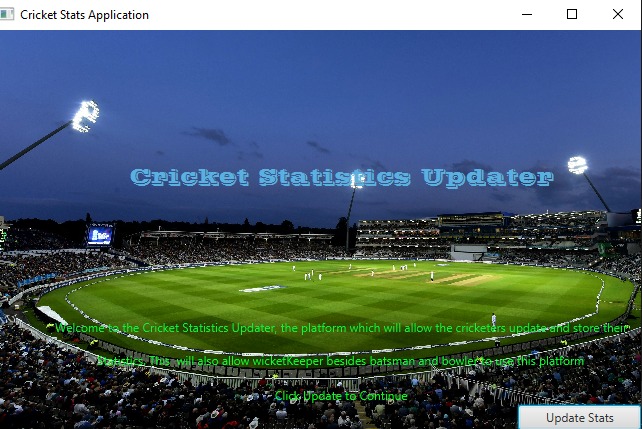 Cricket Stats Application
Cricket Statistics Updater
Welcome to the Cricket Statistics Updater, the platform which will allow the cricketers update and store their
Statistics. This will also allow wicketKeeper besides batsman and bowler to use this platform
Click Update to Continue
Update Stats